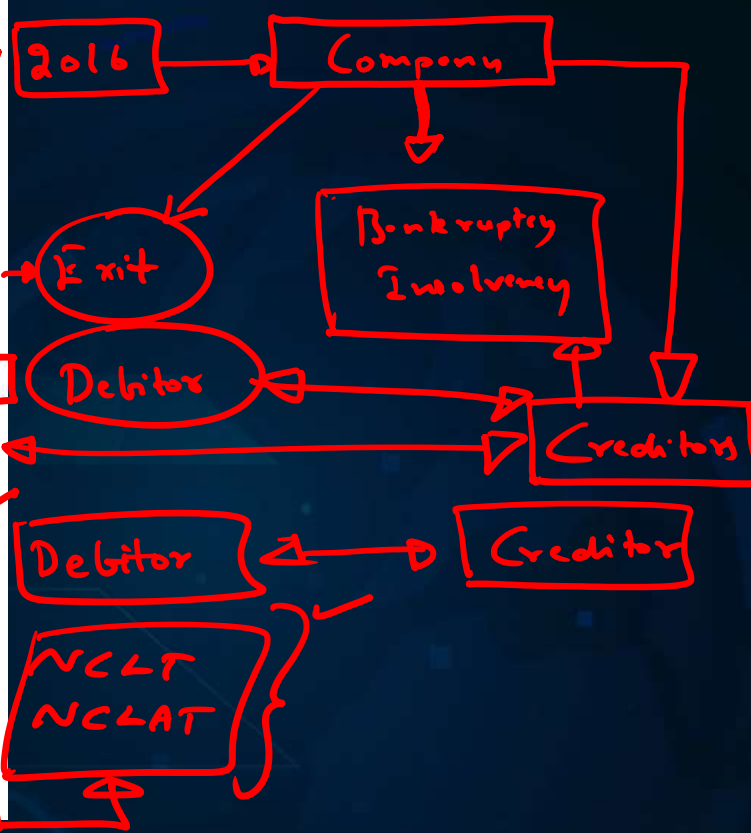 2016
Company
Bankruptcy
Insolvency
Exit
Debitor
Creditors
Debitor
Creditor
NCLT
NCLAT